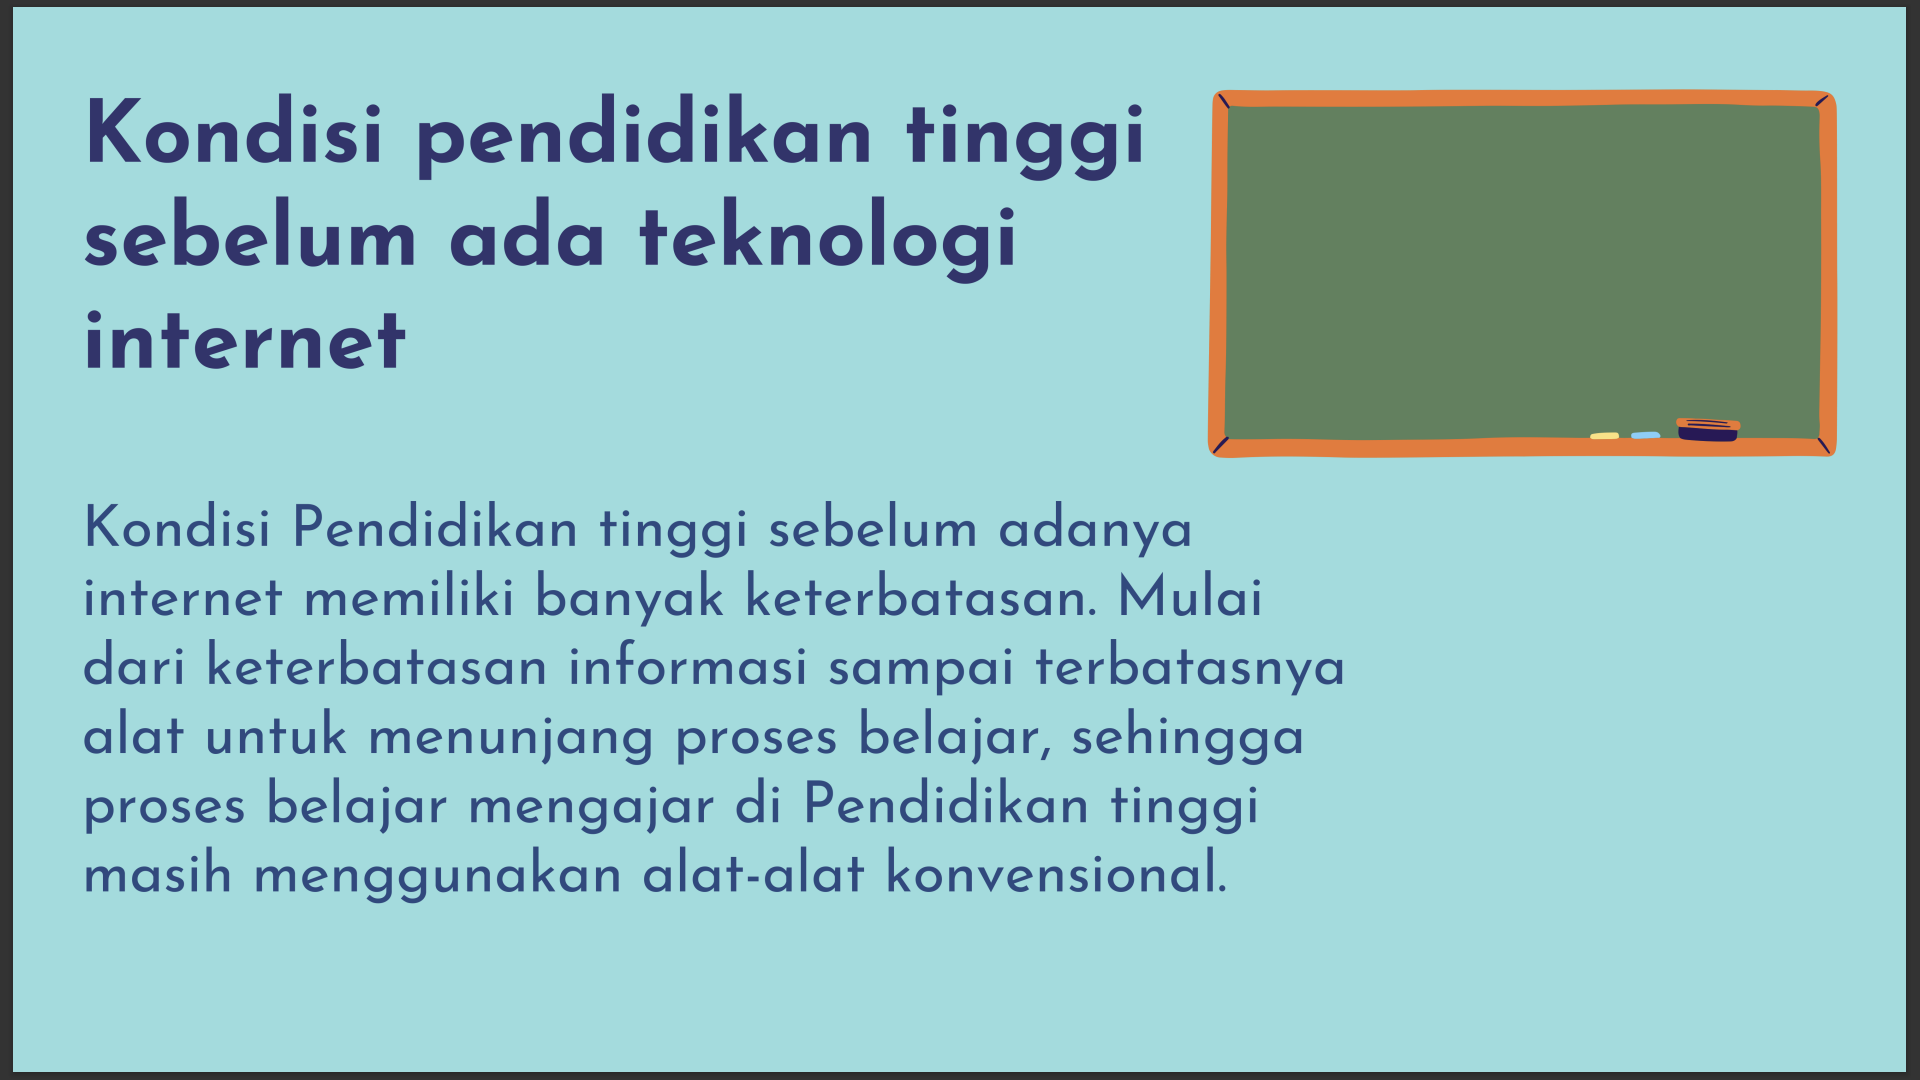 Kondisi pendidikan tinggi
sebelum ada teknologi
internet
Kondisi Pendidikan tinggi sebelum adanya
internet memiliki banyak keterbatasan. Mulai
dari keterbatasan informasi sampai terbatasnya
alat untuk menunjang proses belajar, sehingga
proses belajar mengajar di Pendidikan tinggi
masih menggunakan alat-alat konvensional.